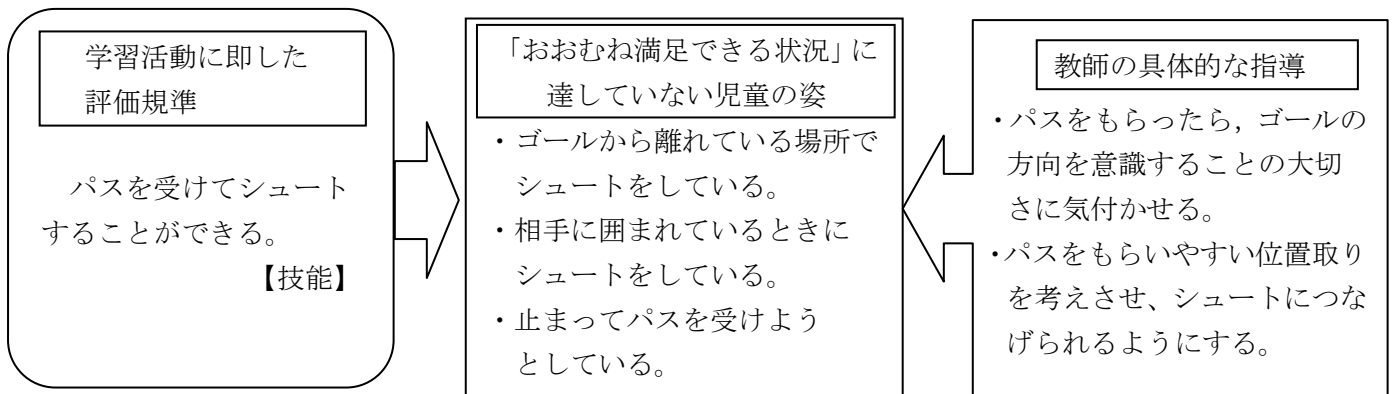 学習活動に即した
評価規準
パスを受けてシュート
することができる。
【技能】
「おおむね満足できる状況」に
達していない児童の姿
・ゴールから離れている場所で
シュートをしている。
・相手に囲まれているときに
シュートをしている。
・止まってパスを受けよう
としている。
教師の具体的な指導
・パスをもらったら，ゴールの
方向を意識することの大切
さに気付かせる。
・パスをもらいやすい位置取り
を考えさせ、シュートにつな
げられるようにする。